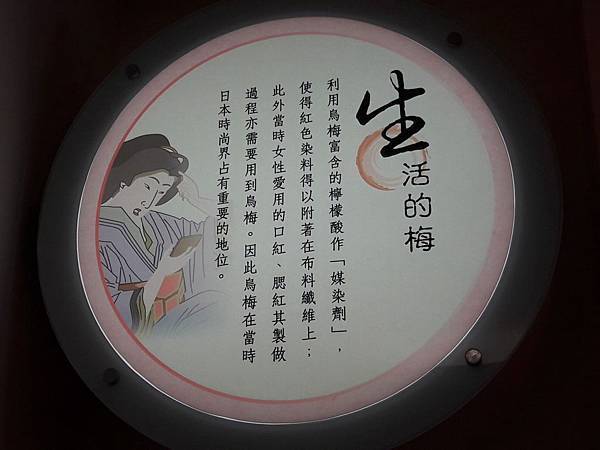 生活的梅
利用烏梅富含的檸檬酸作「媒染劑」，
使得紅色染料得以附著在布料纖維上；
此外當時女性愛用的口紅、腮紅其製做
過程亦需要用到烏梅。因此烏梅在當時
日本時尚界占有重要的地位。